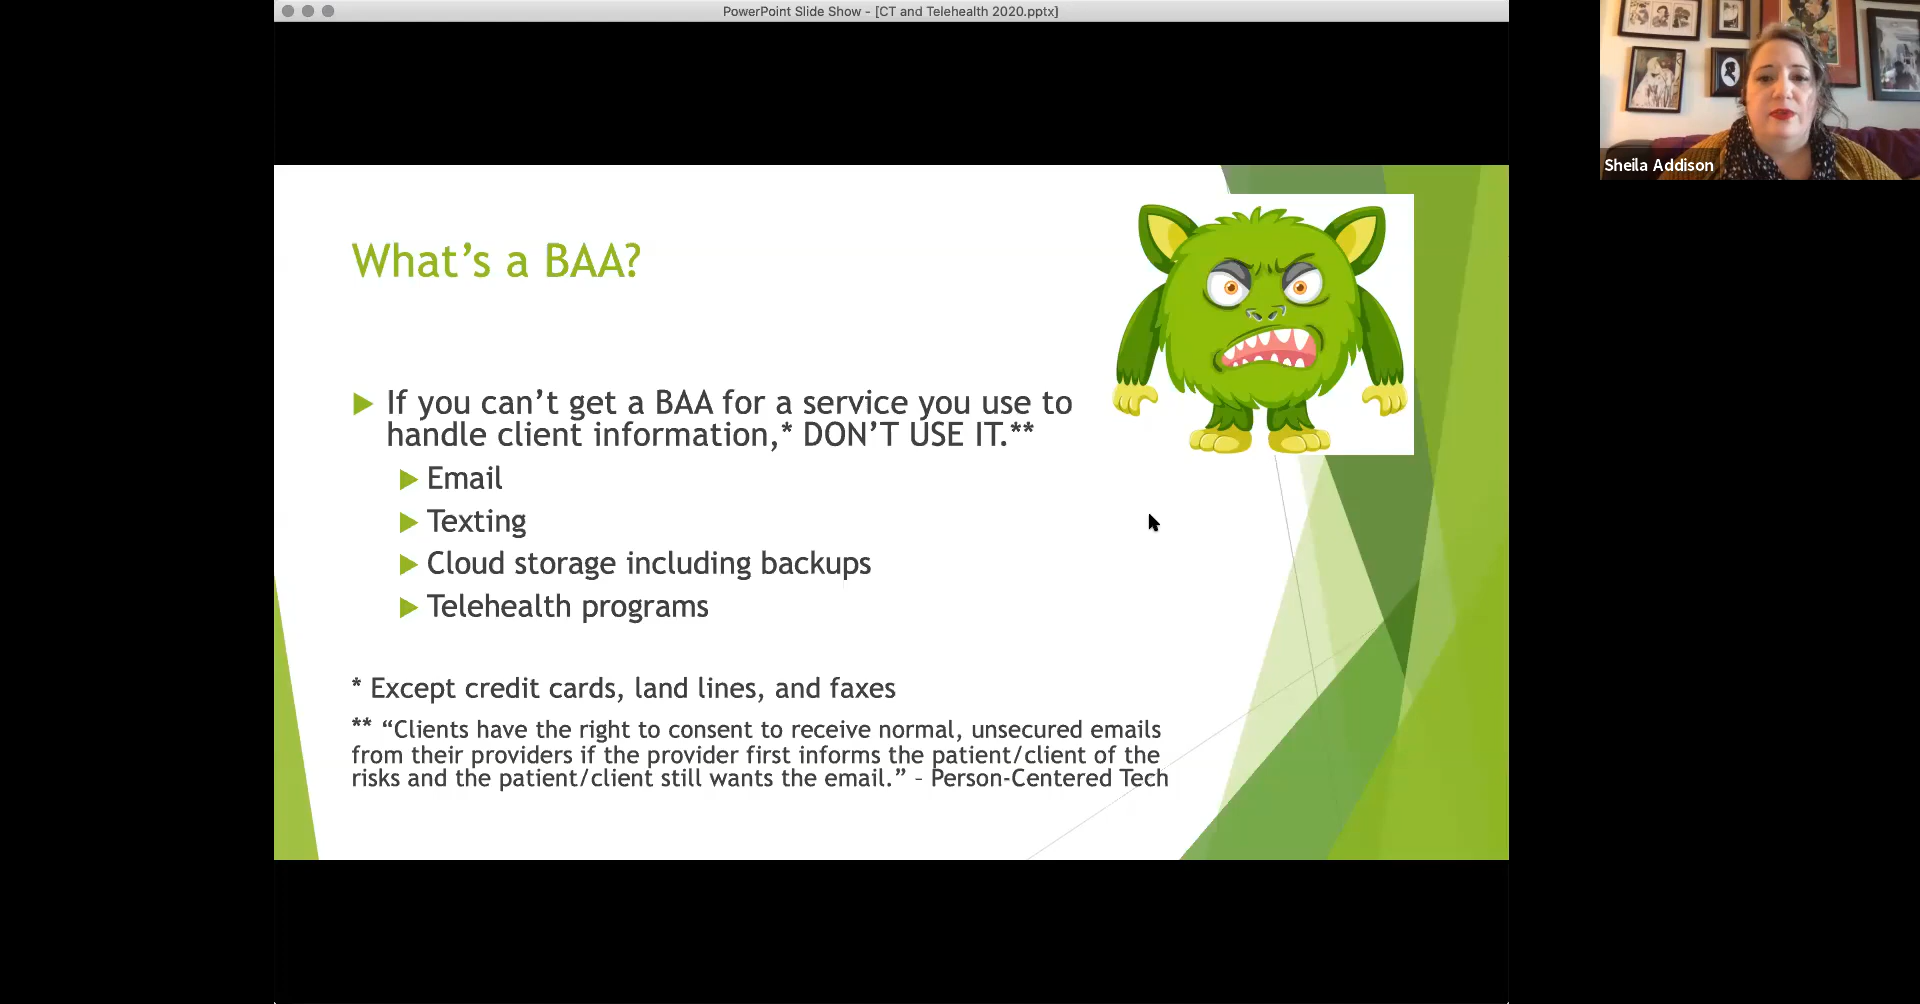 PowerPoint Slide Show - [CT and Telehealth 2020.pptx]
Sheila Addison
What's a BAA?
If you can't get a BAA for a service you use to
handle client information,* DON'T USE IT.**
Email
Texting
Cloud storage including backups
Telehealth programs
* Except credit cards, land lines, and faxes
** “Clients have the right to consent to receive normal, unsecured emails
from their providers if the provider first informs the patient/client of the
risks and the patient/client still wants the email.” – Person-Centered Tech